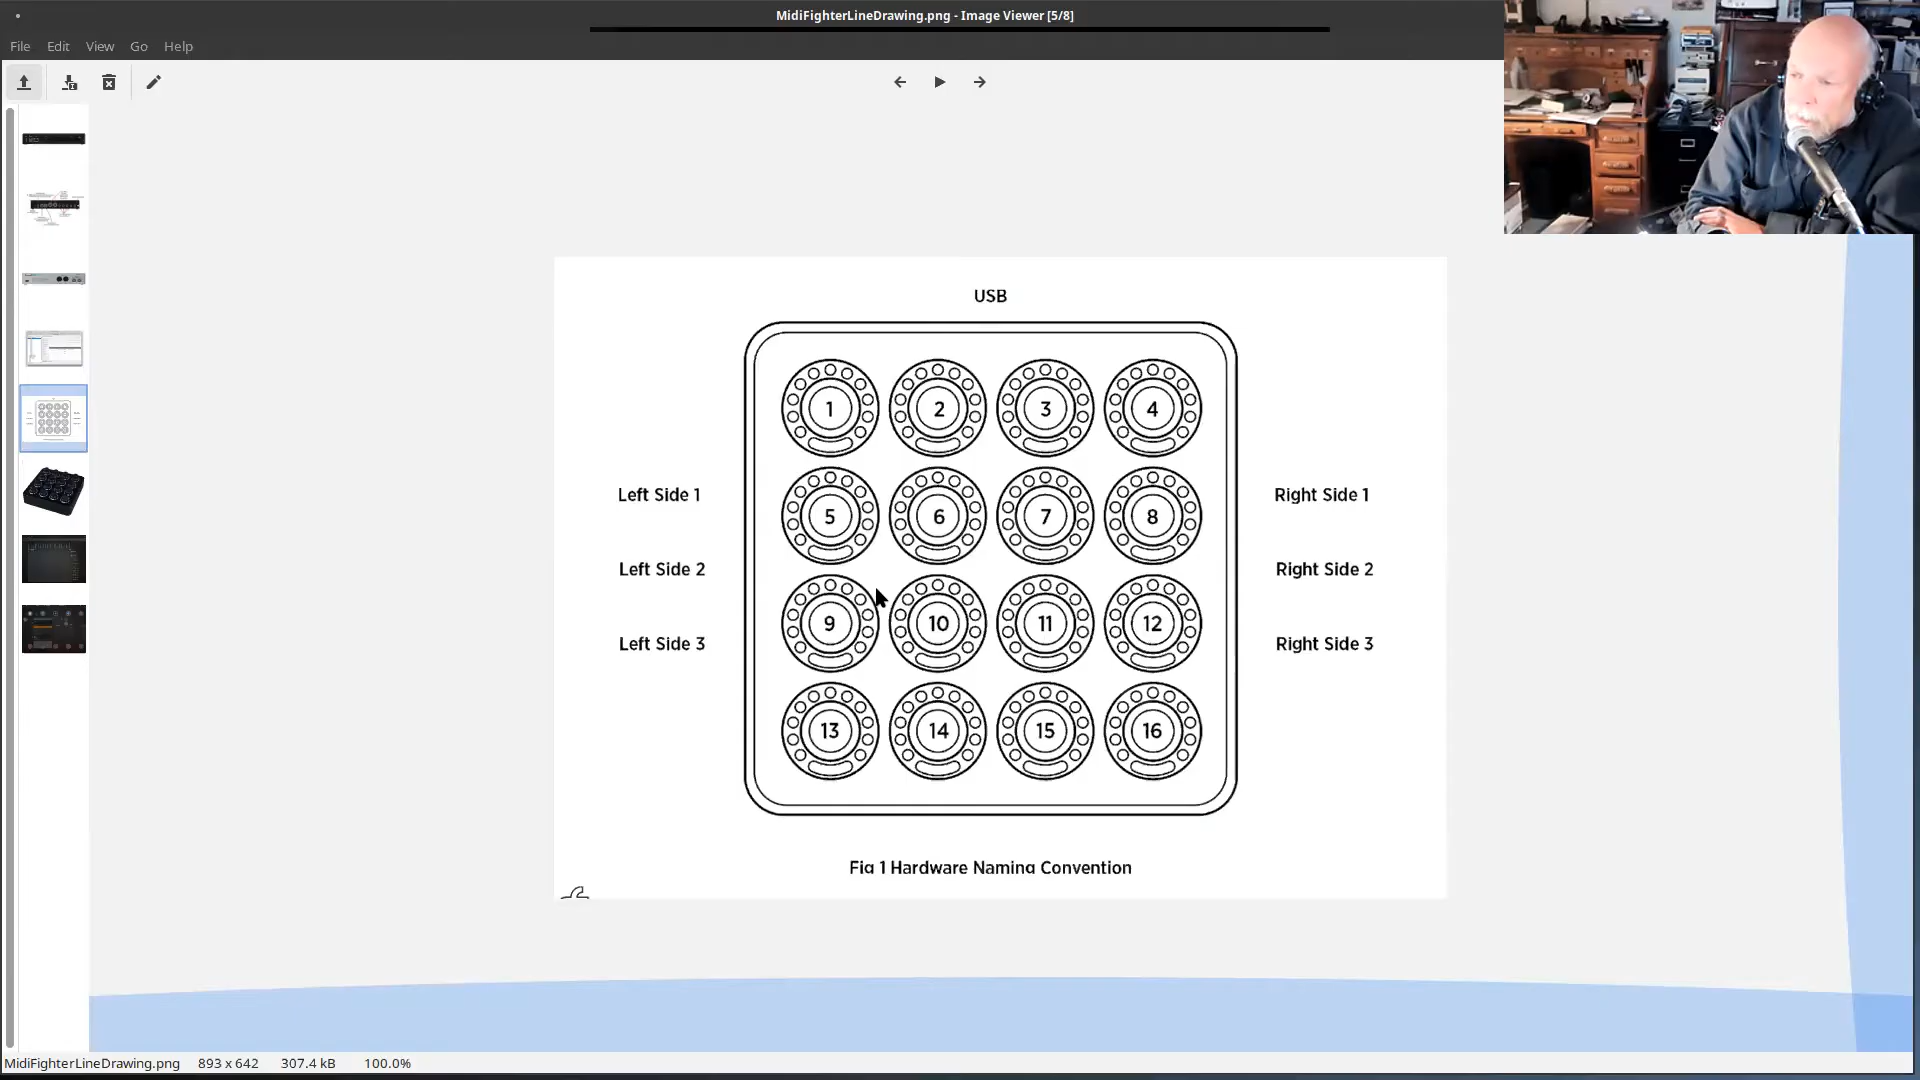 MidiFighterLineDrawing.png - Image Viewer [5/8]
File Edit View Go Help
USB
1 2 3 4
Left Side 1 Right Side 1
5 6 7 8
Left Side 2 Right Side 2
9 10 11 12
Left Side 3 Right Side 3
13 14 15 16
Fig 1 Hardware Naming Convention
MidiFighterLineDrawing.png 893 x 642 307.4 kB 100.0%